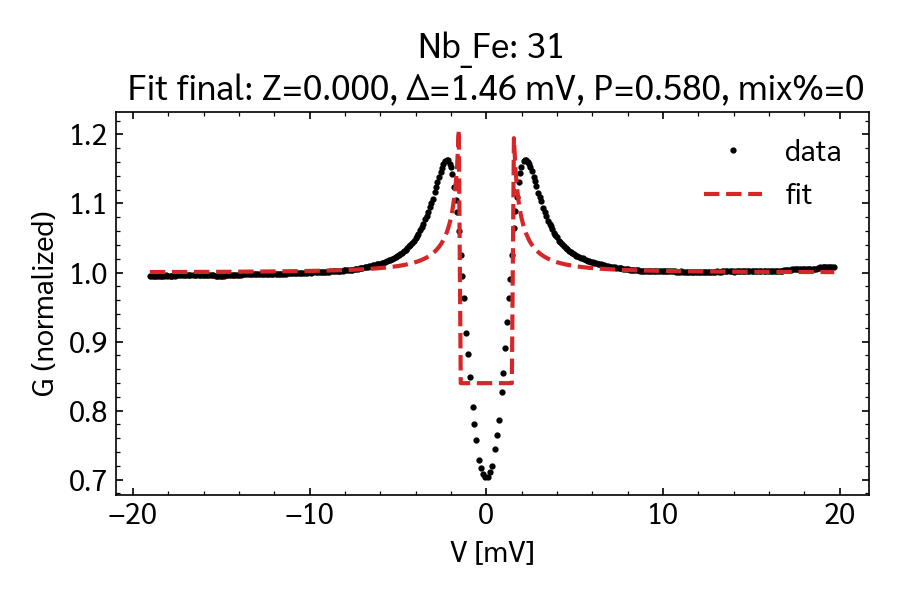 Nb_Fe: 31
Fit final: Z=0.000, Δ=1.46 mV, P=0.580, mix%=0
data
fit
G (normalized)
1.2
1.1
1.0
0.9
0.8
0.7
−20
−10
0
10
20
V [mV]